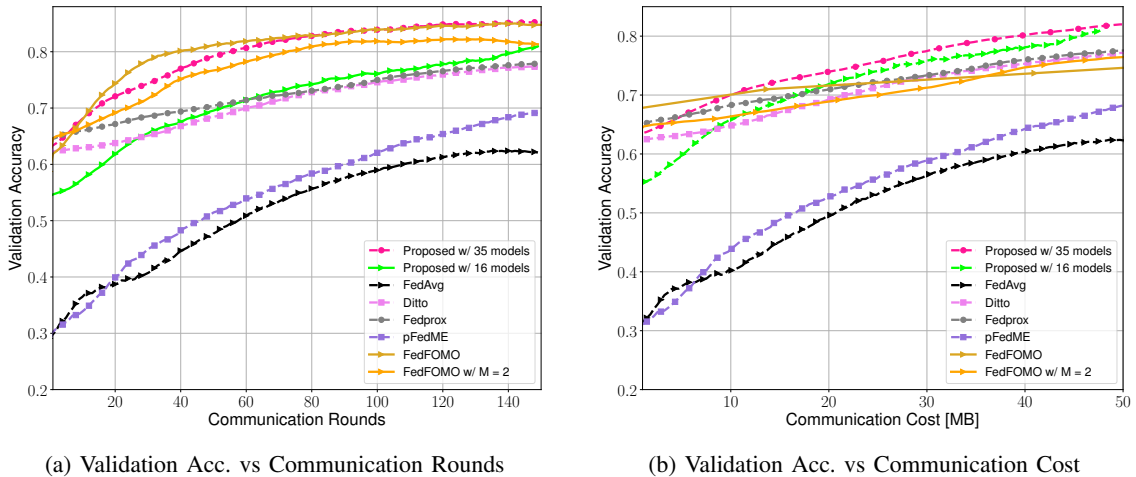 0.8
0.7
0.6
0.5
0.4
0.3
0.2
Validation Accuracy
20 40 60 80 100 120 140
Communication Rounds
Proposed w/ 35 models
Proposed w/ 16 models
FedAvg
Ditto
Fedprox
pFedME
FedFOMO
FedFOMO w/ M = 2
(a) Validation Acc. vs Communication Rounds
0.8
0.7
0.6
0.5
0.4
0.3
0.2
Validation Accuracy
10 20 30 40 50
Communication Cost [MB]
Proposed w/ 35 models
Proposed w/ 16 models
FedAvg
Ditto
Fedprox
pFedME
FedFOMO
FedFOMO w/ M = 2
(b) Validation Acc. vs Communication Cost